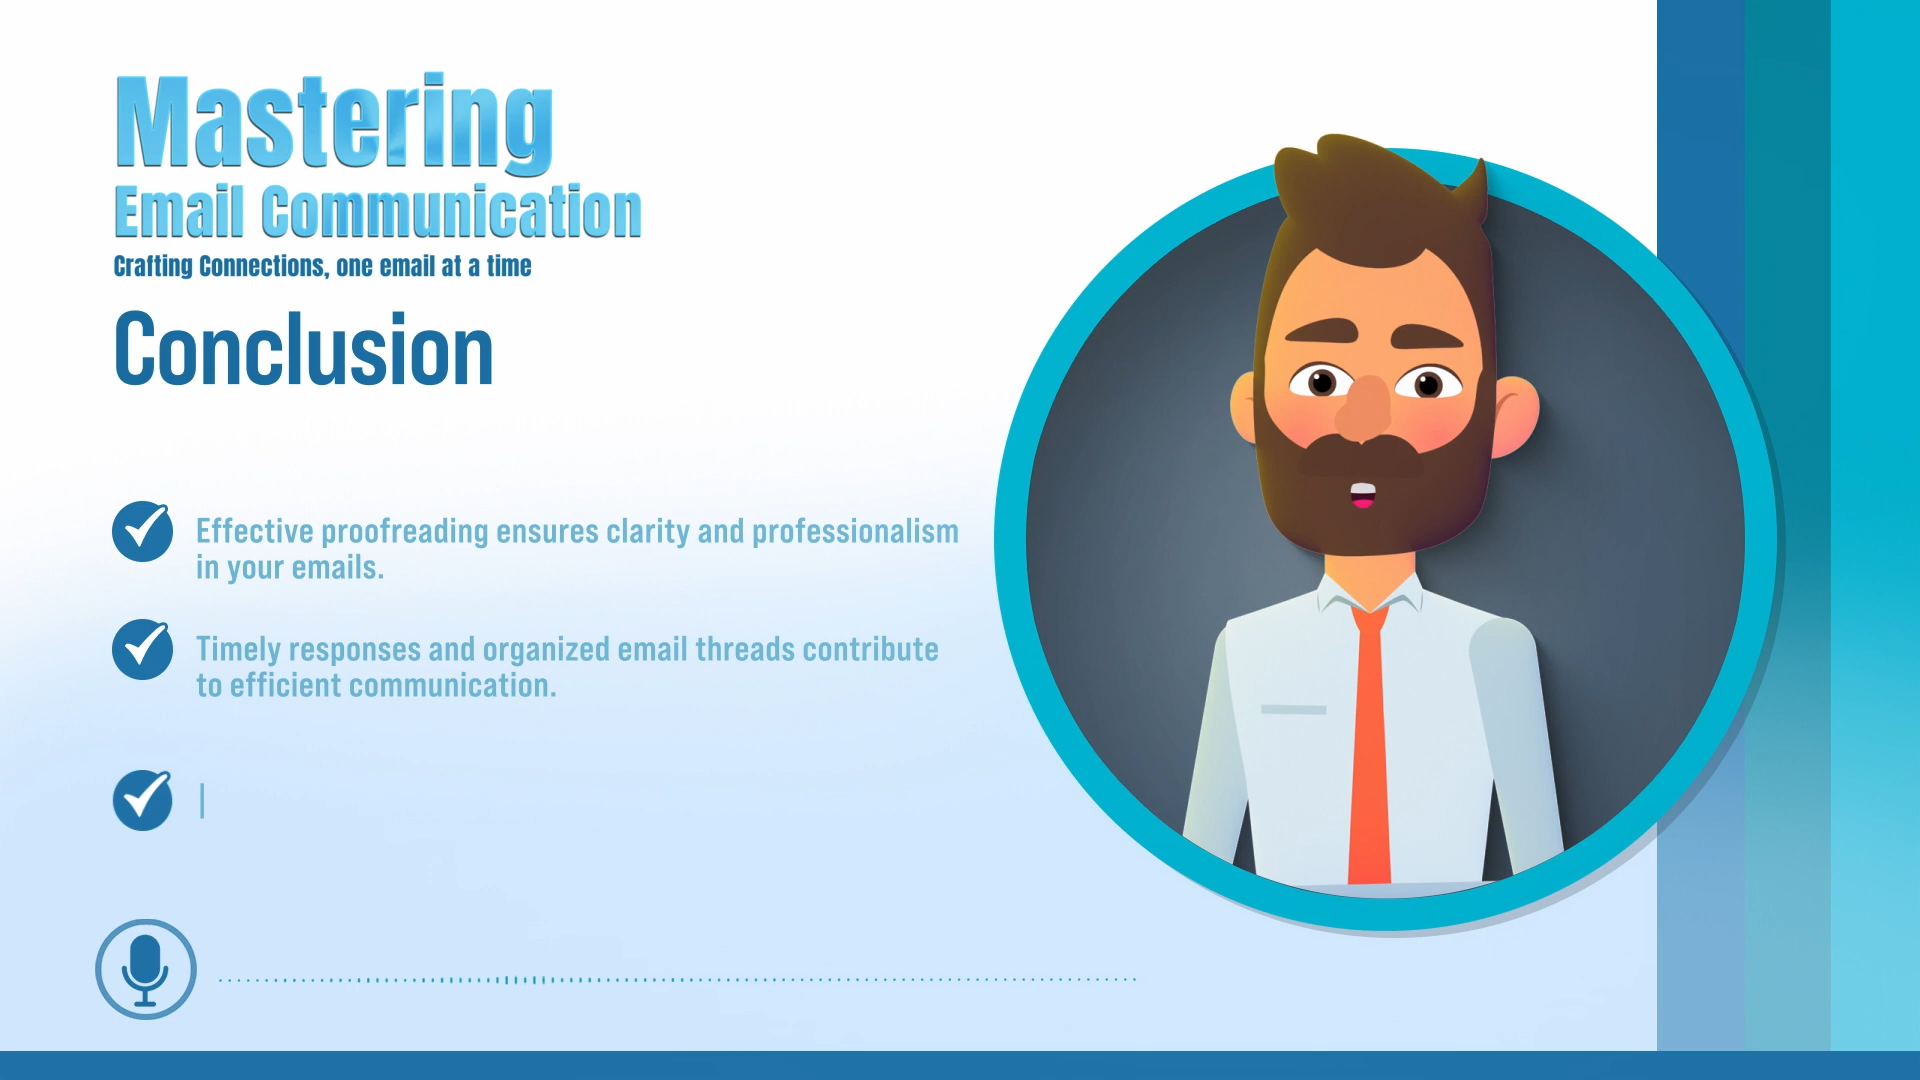 Mastering
Email Communication
Crafting Connections, one email at a time
Conclusion
Effective proofreading ensures clarity and professionalism
in your emails.
Timely responses and organized email threads contribute
to efficient communication.